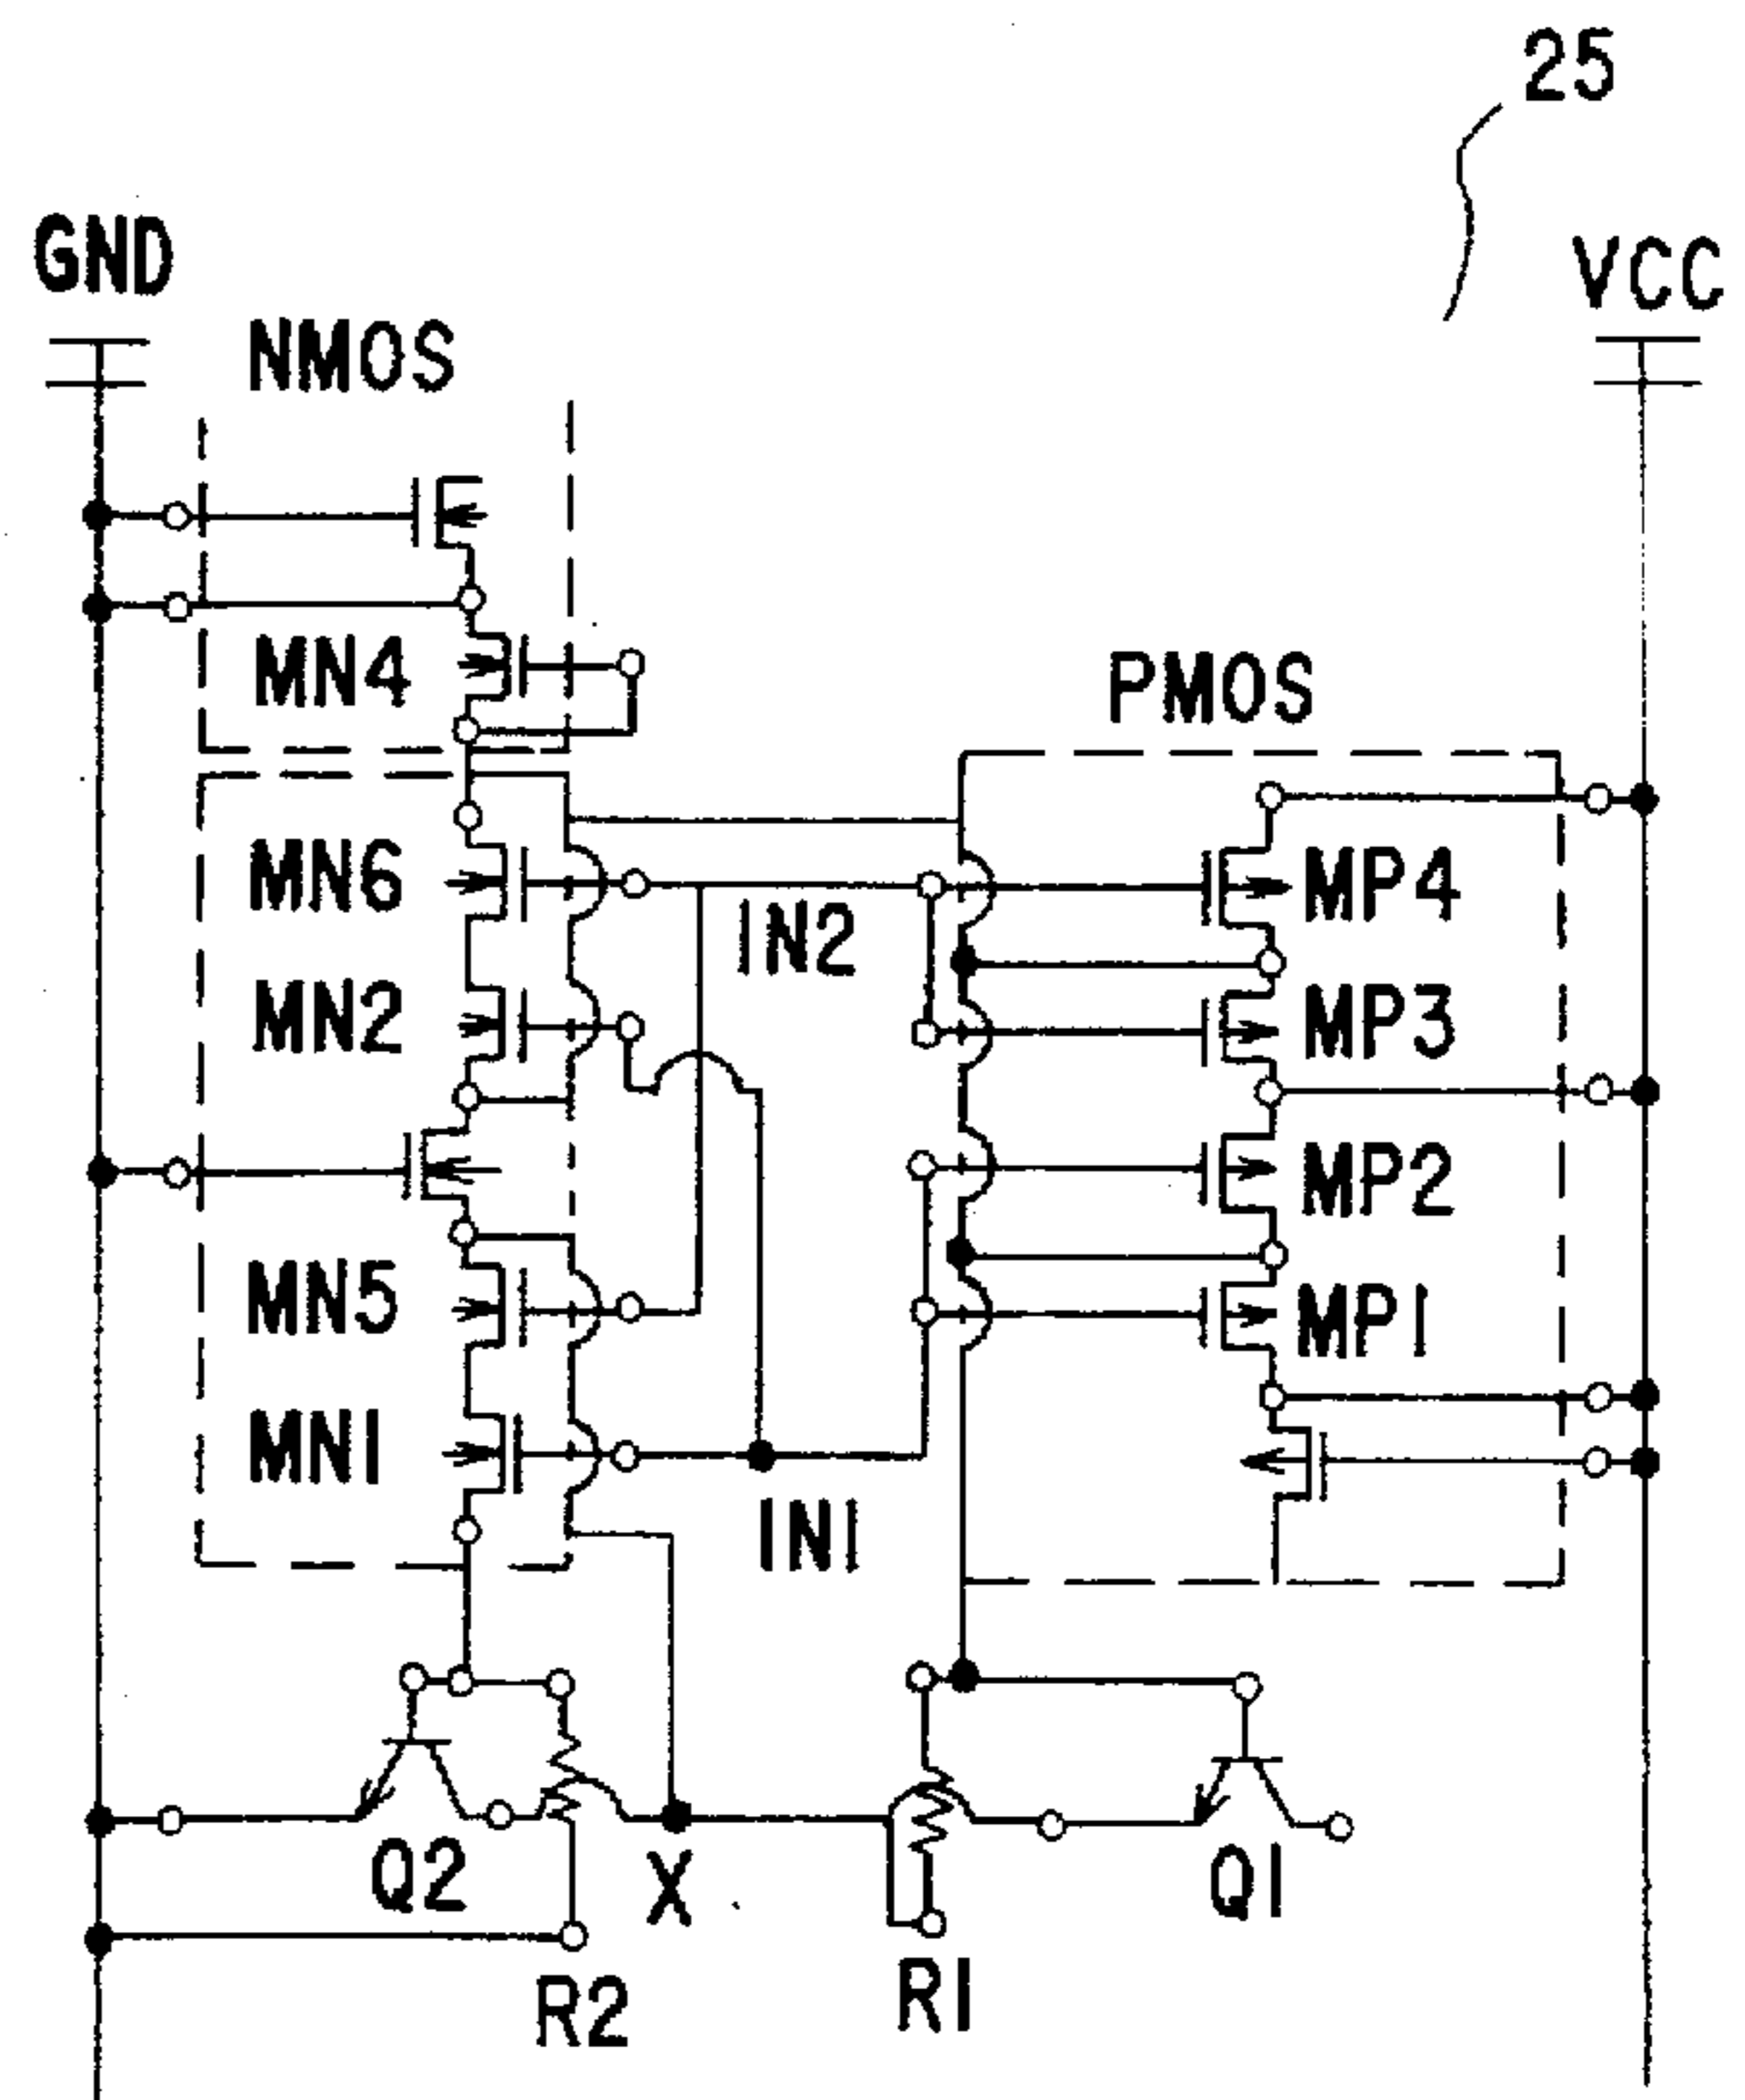 25
GND
VCC
NMOS
MN4
PMOS
MN6
MP4
IN2
MN2
MP3
MP2
MN5
MP1
MN1
IN1
Q2
X
Q1
R2
R1